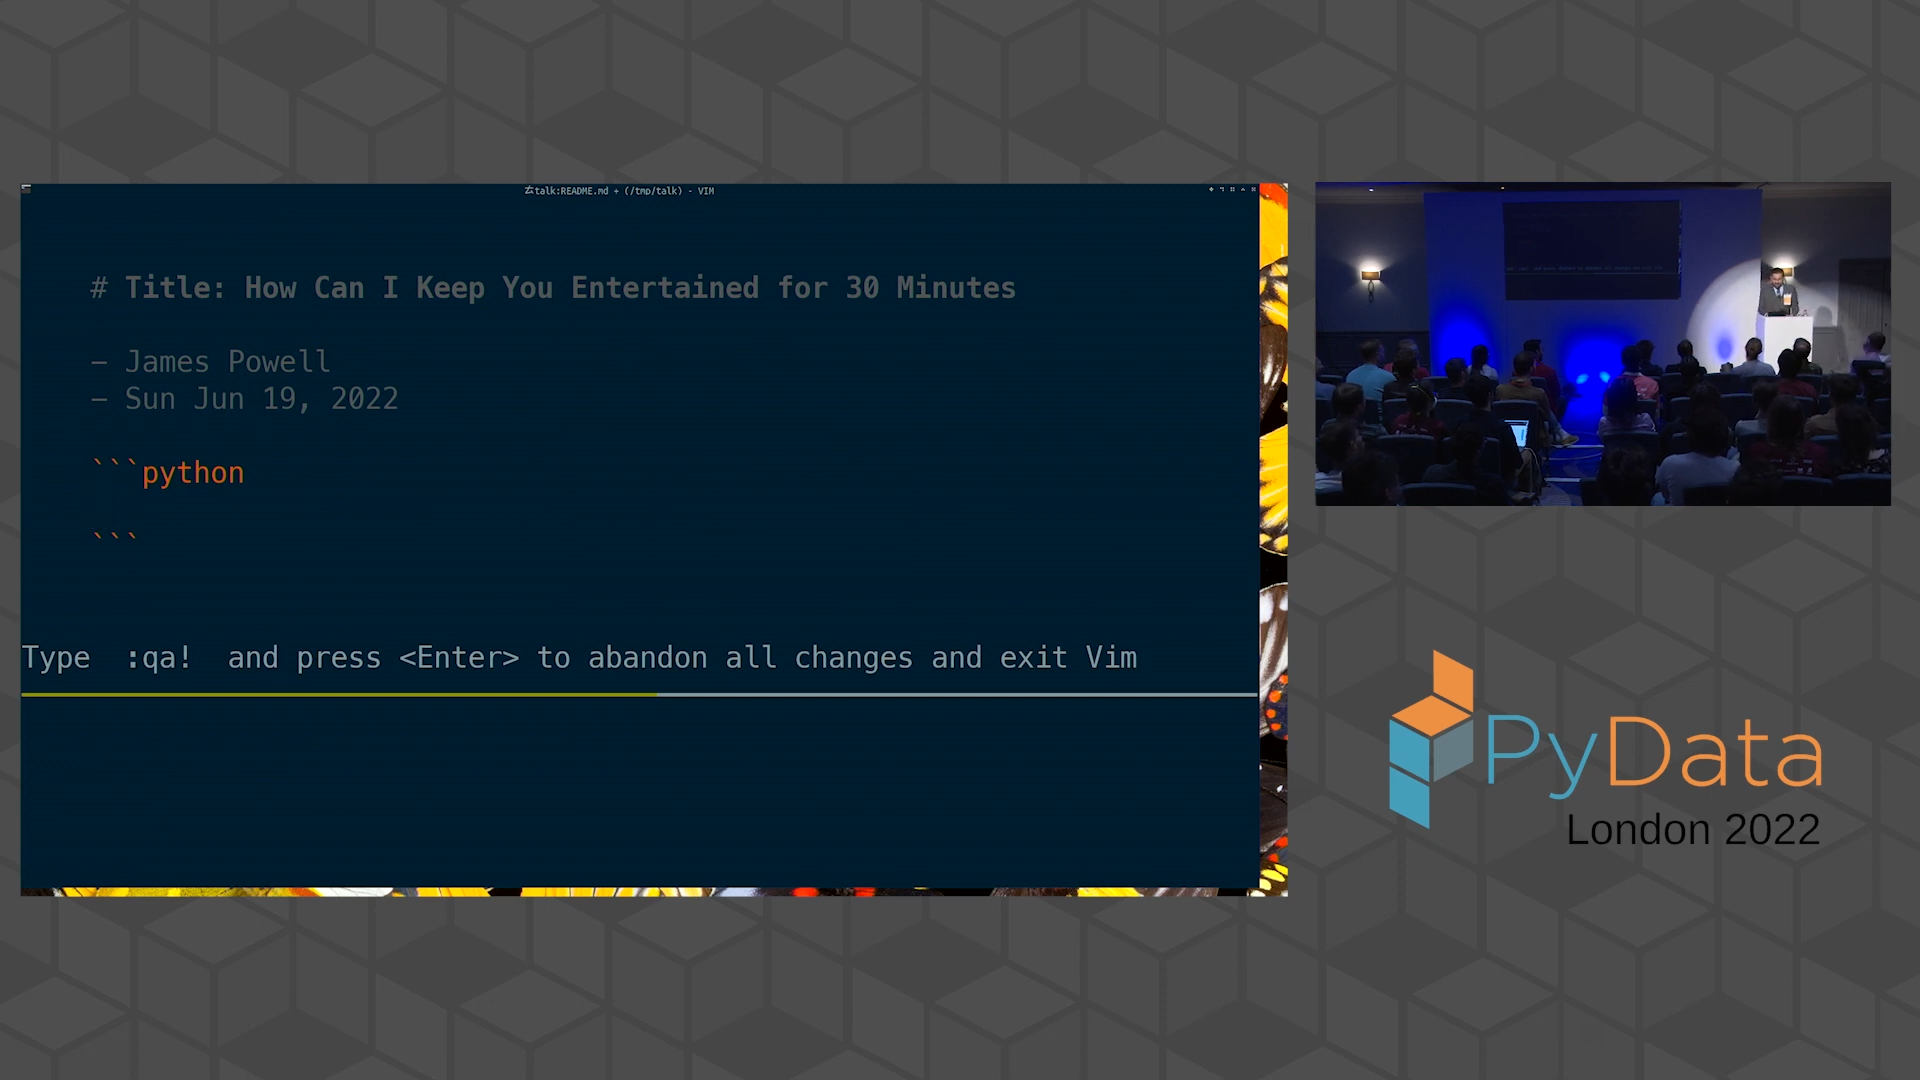 talk:README.md + (/tmp/talk) - VIM
# Title: How Can I Keep You Entertained for 30 Minutes
– James Powell
– Sun Jun 19, 2022
```python
```
Type  :qa!  and press <Enter> to abandon all changes and exit Vim
PyData
London 2022